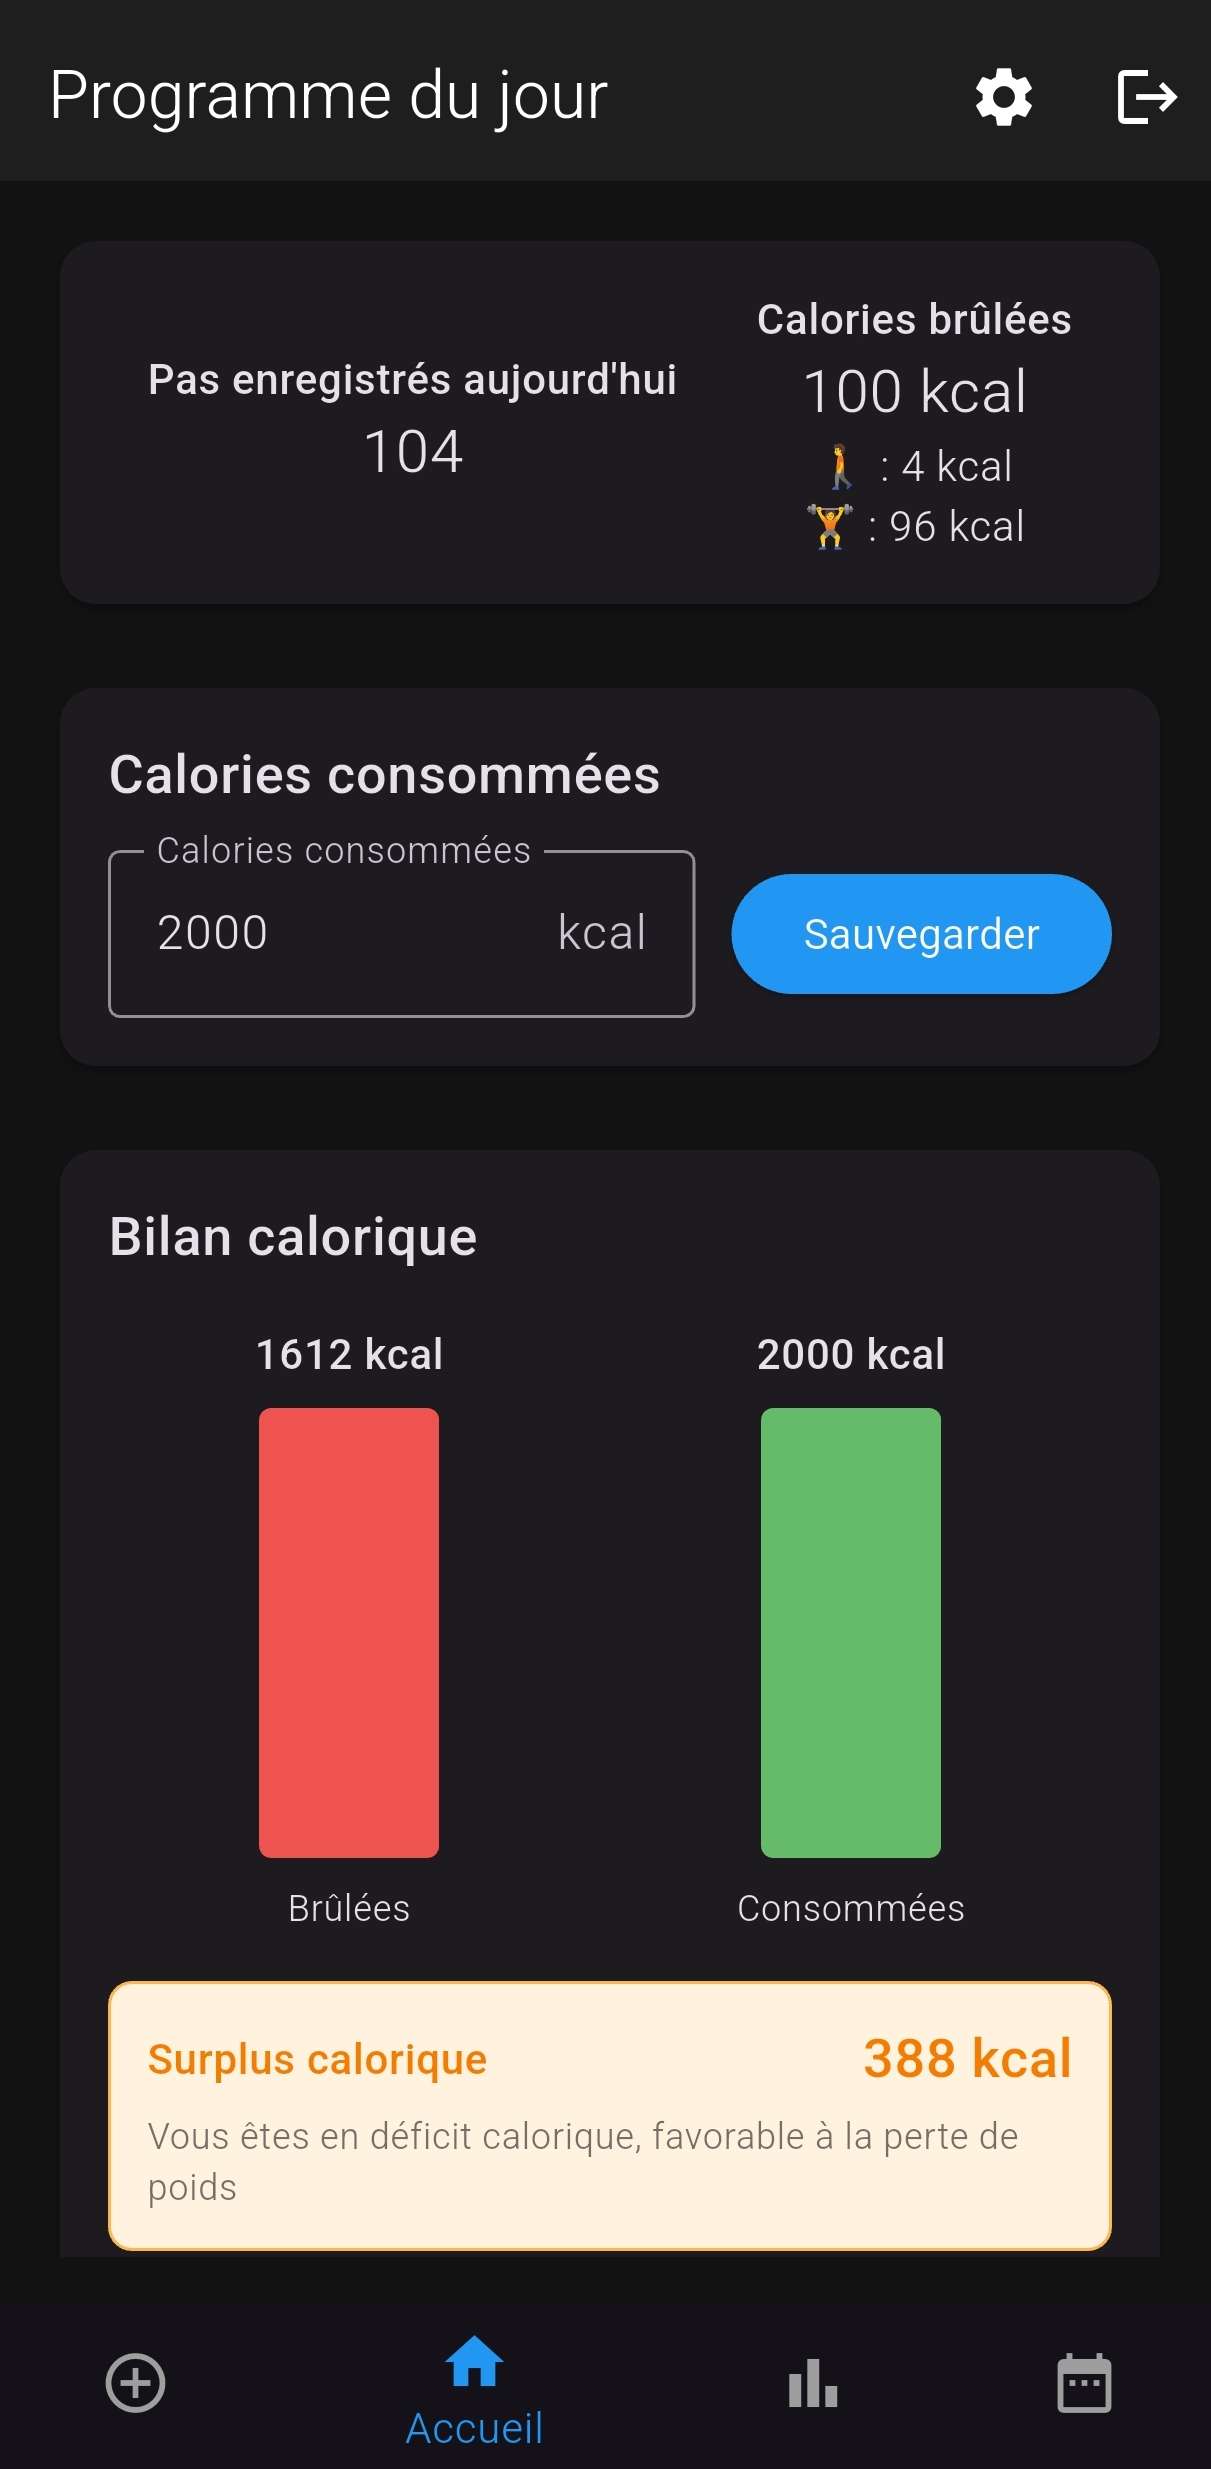 Programme du jour
Pas enregistrés aujourd'hui
104
Calories brûlées
100 kcal
: 4 kcal
: 96 kcal
Calories consommées
Calories consommées
2000 kcal
Sauvegarder
Bilan calorique
1612 kcal
2000 kcal
Brûlées
Consommées
Surplus calorique
388 kcal
Vous êtes en déficit calorique, favorable à la perte de
poids
Accueil